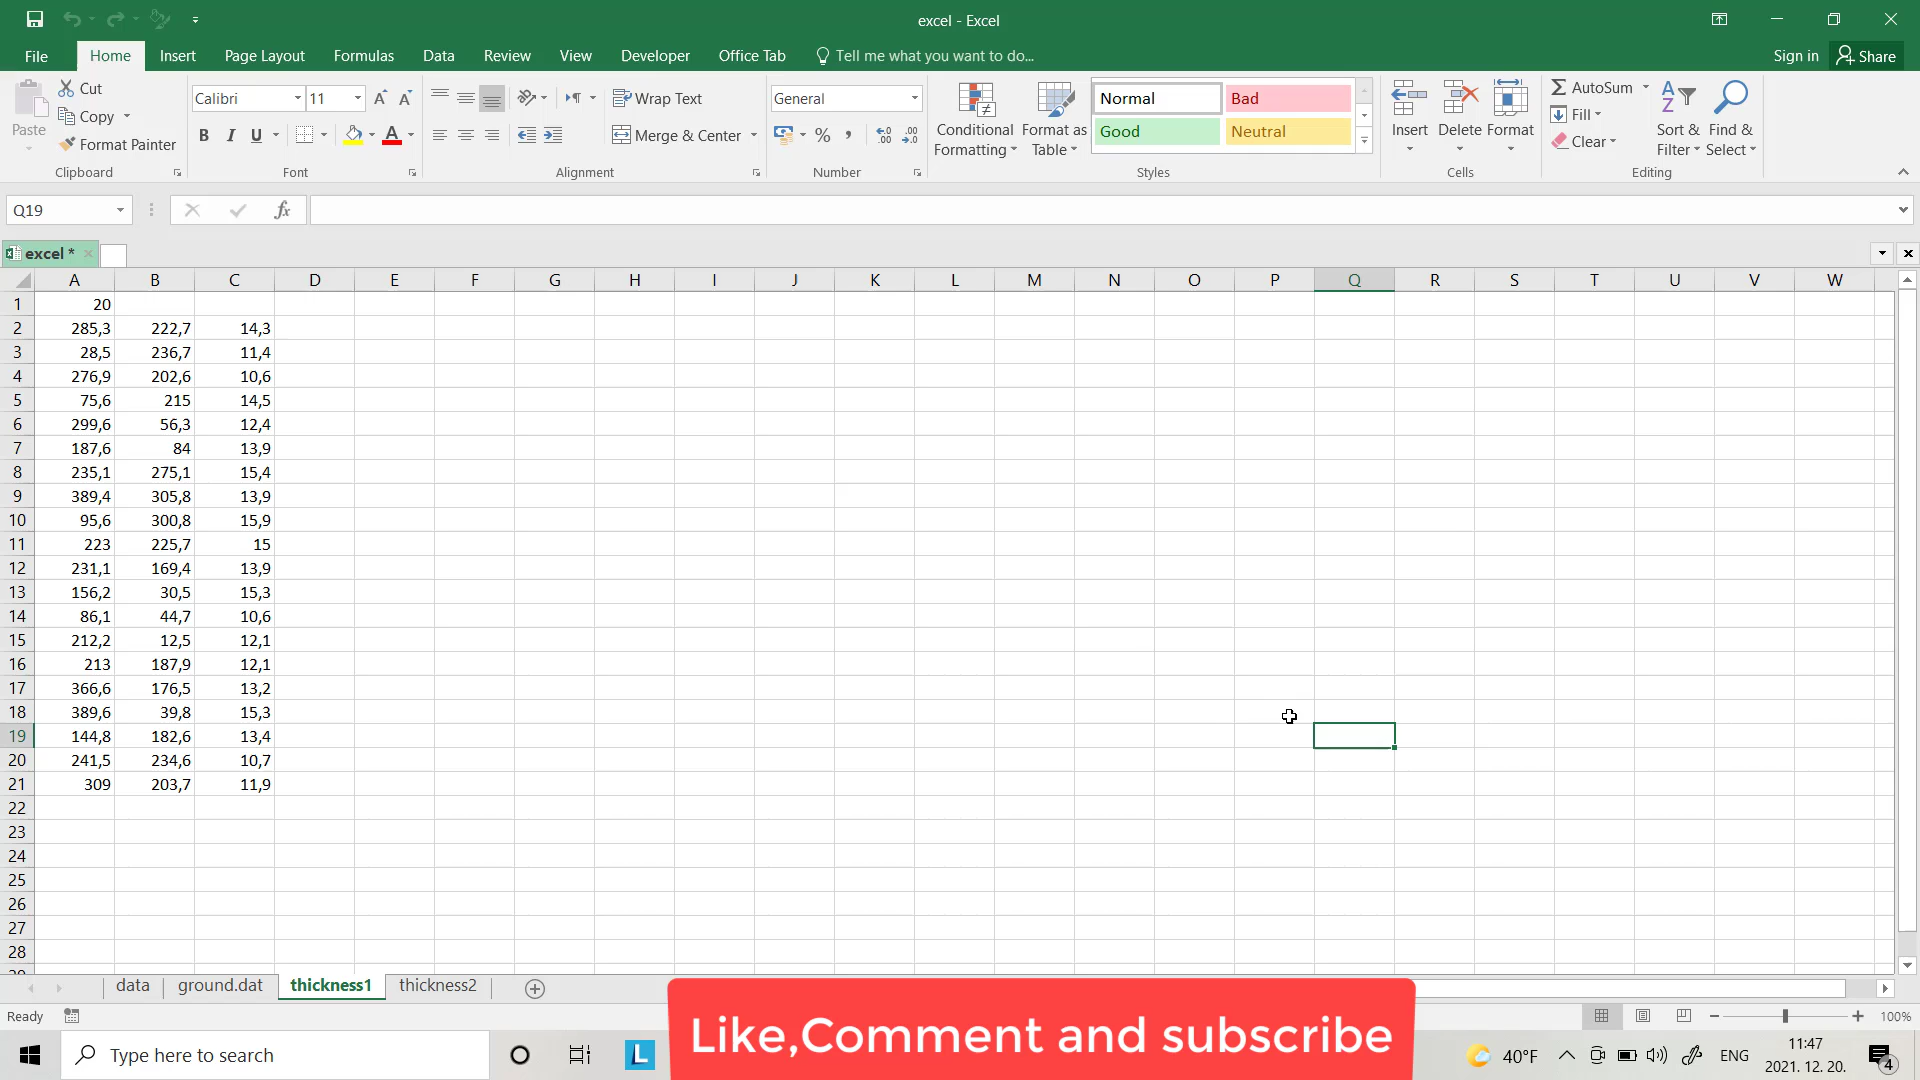 excel - Excel
File Home Insert Page Layout Formulas Data Review View Developer Office Tab Tell me what you want to do... Sign in Share
Paste Cut Copy Format Painter Clipboard
Calibri 11 B I U A Font
Wrap Text Merge & Center Alignment
General % Number
Conditional Formatting Format as Table
Normal Bad
Good Neutral
Styles
Insert Delete Format Cells
AutoSum Fill Clear Sort & Filter Find & Select Editing
Q19 fx
excel *
A B C D E F G H I J K L M N O P Q R S T U V W
1 20
2 285,3 222,7 14,3
3 28,5 236,7 11,4
4 276,9 202,6 10,6
5 75,6 215 14,5
6 299,6 56,3 12,4
7 187,6 84 13,9
8 235,1 275,1 15,4
9 389,4 305,8 13,9
10 95,6 300,8 15,9
11 223 225,7 15
12 231,1 169,4 13,9
13 156,2 30,5 15,3
14 86,1 44,7 10,6
15 212,2 12,5 12,1
16 213 187,9 12,1
17 366,6 176,5 13,2
18 389,6 39,8 15,3
19 144,8 182,6 13,4
20 241,5 234,6 10,7
21 309 203,7 11,9
22
23
24
25
26
27
28
29
data ground.dat thickness1 thickness2
Ready 100%
Like,Comment and subscribe
Type here to search L 40°F ENG 11:47
2021. 12. 20. 4